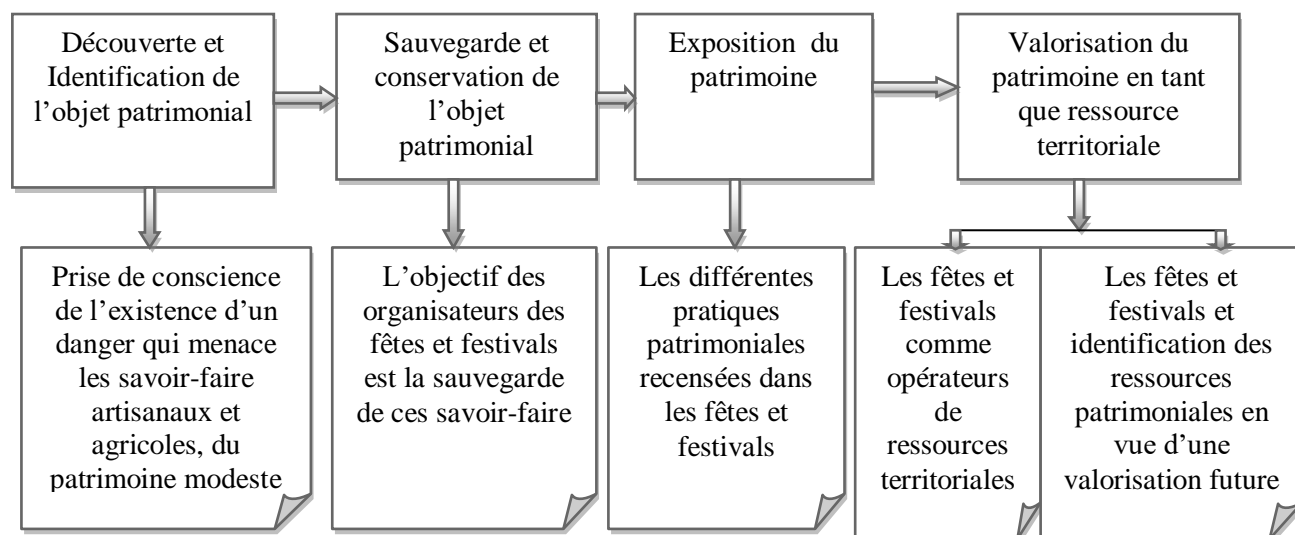 Découverte et
Identification de
l’objet patrimonial
Sauvegarde et
conservation de
l’objet
patrimonial
Exposition du
patrimoine
Valorisation du
patrimoine en tant
que ressource
territoriale
Prise de conscience
de l’existence d’un
danger qui menace
les savoir-faire
artisanaux et
agricoles, du
patrimoine modeste
L’objectif des
organisateurs des
fêtes et festivals
est la sauvegarde
de ces savoir-faire
Les différentes
pratiques
patrimoniales
recensées dans
les fêtes et
festivals
Les fêtes et
festivals
comme
opérateurs
de
ressources
territoriales
Les fêtes et
festivals et
identification des
ressources
patrimoniales en
vue d’une
valorisation future